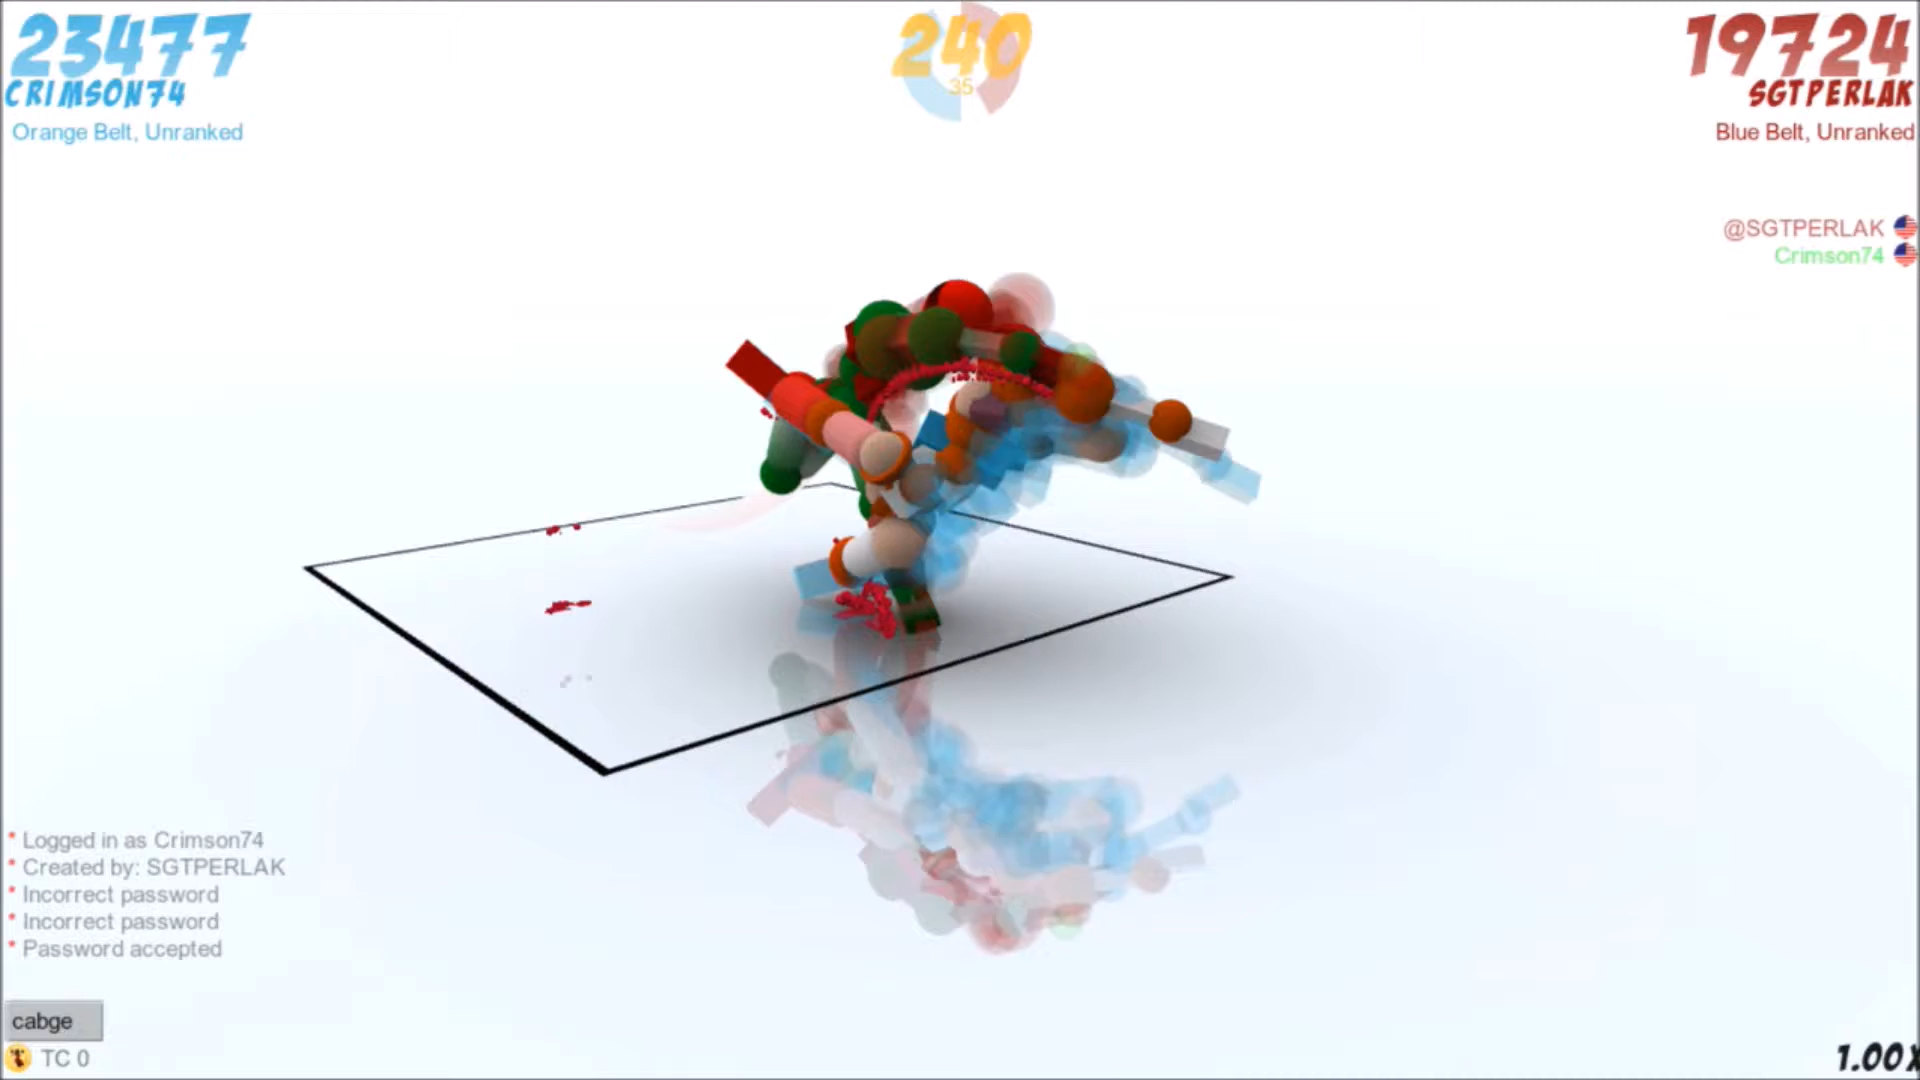 23477
CRIMSON74
Orange Belt, Unranked
240
35
19724
SGTPERLAK
Blue Belt, Unranked
@SGTPERLAK
Crimson74
* Logged in as Crimson74
* Created by: SGTPERLAK
* Incorrect password
* Incorrect password
* Password accepted
cabge
TC 0
1.00X